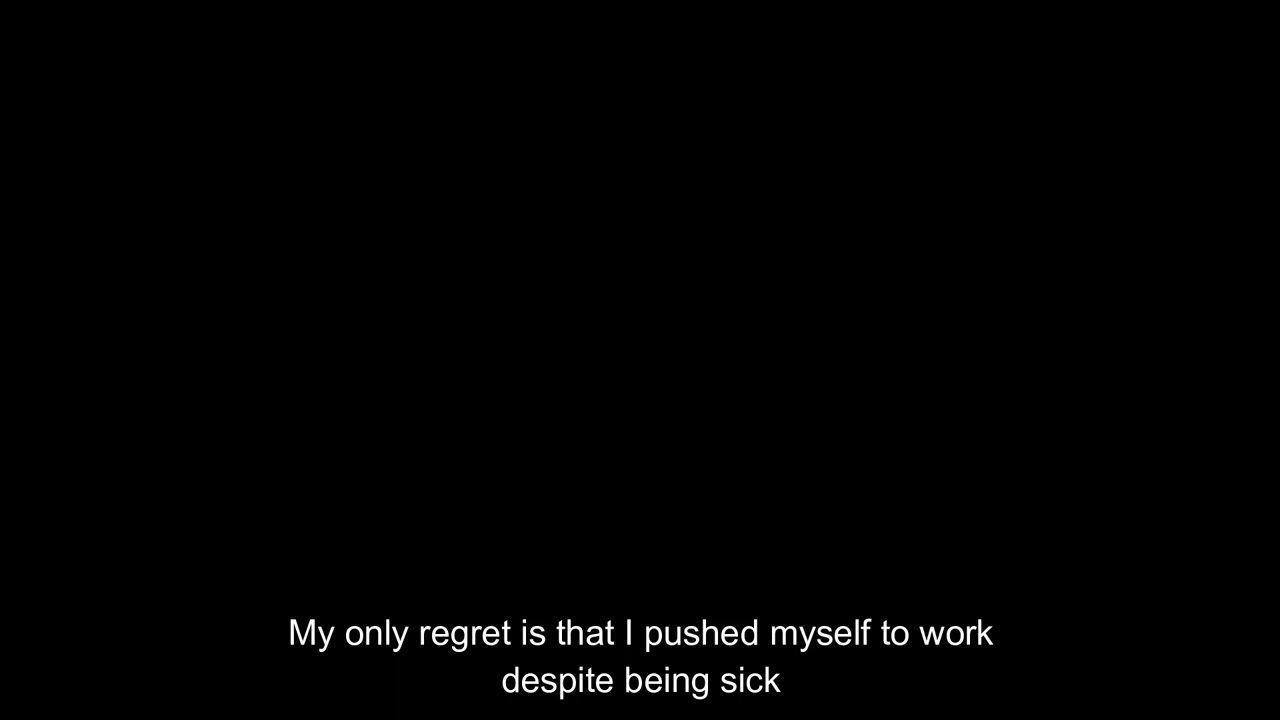 My only regret is that I pushed myself to work
despite being sick